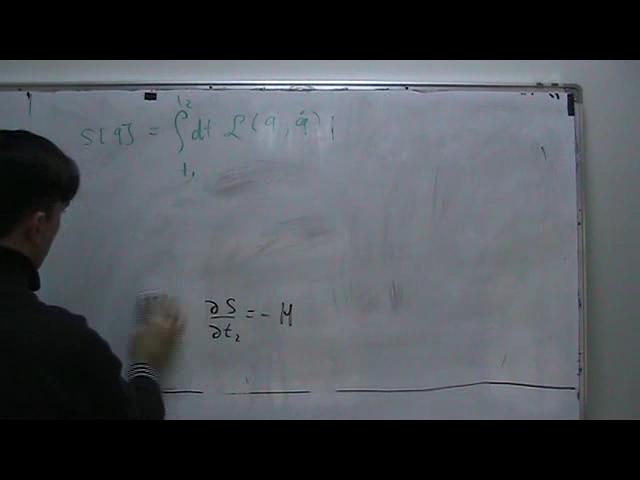 S[q] = ∫_{t₁}^{t₂} dt ℒ(q, q̇)
∂S/∂t₂ = - H